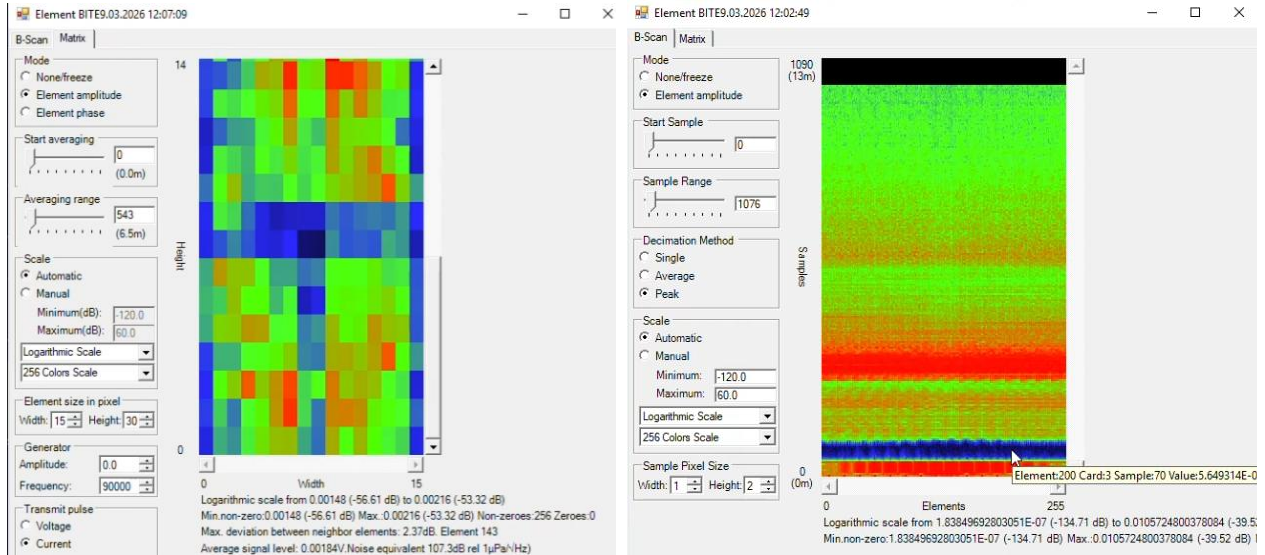 Element BITE9.03.2026 12:07:09
B-Scan Matrix
Mode
None/freeze
Element amplitude
Element phase
Start averaging
0
(0.0m)
Averaging range
543
(6.5m)
Scale
Automatic
Manual
Minimum(dB): -120.0
Maximum(dB): 60.0
Logarithmic Scale
256 Colors Scale
Element size in pixel
Width: 15 Height: 30
Generator
Amplitude: 0.0
Frequency: 90000
Transmit pulse
Voltage
Current
14
Height
0
0 Width 15
Logarithmic scale from 0.00148 (-56.61 dB) to 0.00216 (-53.32 dB)
Min.non-zero:0.00148 (-56.61 dB) Max.:0.00216 (-53.32 dB) Non-zeroes:256 Zeroes:0
Max. deviation between neighbor elements: 2.37dB. Element 143
Average signal level: 0.00184V.Noise equivalent 107.3dB rel 1µPa/√Hz)
Element BITE9.03.2026 12:02:49
B-Scan Matrix
Mode
None/freeze
Element amplitude
Start Sample
0
Sample Range
1076
Decimation Method
Single
Average
Peak
Scale
Automatic
Manual
Minimum: -120.0
Maximum: 60.0
Logarithmic Scale
256 Colors Scale
Sample Pixel Size
Width: 1 Height: 2
1090
(13m)
Samples
0
(0m)
Element:200 Card:3 Sample:70 Value:5.649314E-0
0 Elements 255
Logarithmic scale from 1.83849692803051E-07 (-134.71 dB) to 0.0105724800378084 (-39.52
Min.non-zero:1.83849692803051E-07 (-134.71 dB) Max.:0.0105724800378084 (-39.52 dB)